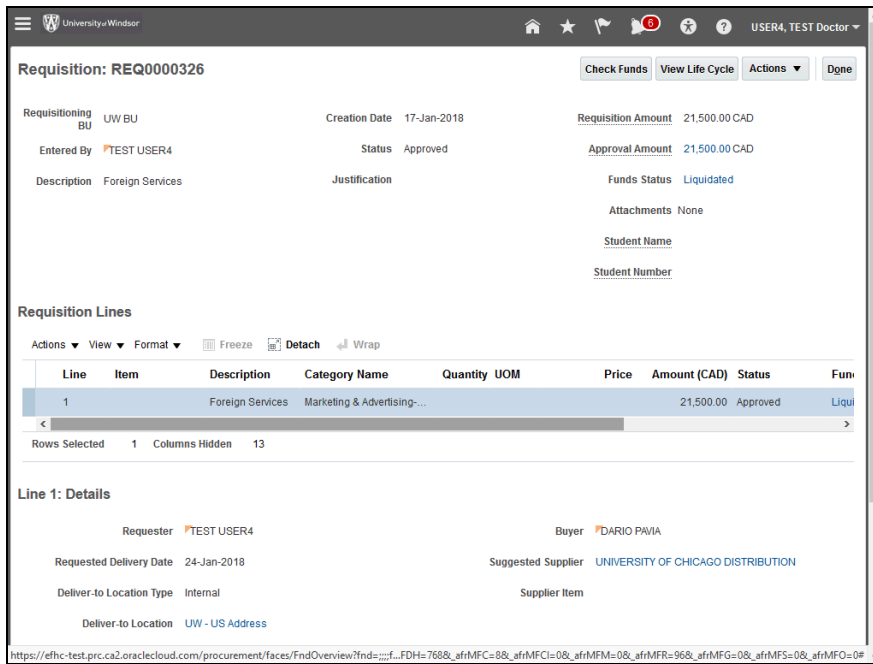 University of Windsor
6
USER4, TEST Doctor
Requisition: REQ0000326
Check Funds View Life Cycle Actions Done
Requisitioning BU UW BU Creation Date 17-Jan-2018 Requisition Amount 21,500.00 CAD
Entered By TEST USER4 Status Approved Approval Amount 21,500.00 CAD
Description Foreign Services Justification Funds Status Liquidated
Attachments None
Student Name
Student Number
Requisition Lines
Actions View Format Freeze Detach Wrap
Line Item Description Category Name Quantity UOM Price Amount (CAD) Status Fun
1 Foreign Services Marketing & Advertising-... 21,500.00 Approved Liqui
Rows Selected 1 Columns Hidden 13
Line 1: Details
Requester TEST USER4 Buyer DARIO PAVIA
Requested Delivery Date 24-Jan-2018 Suggested Supplier UNIVERSITY OF CHICAGO DISTRIBUTION
Deliver-to Location Type Internal Supplier Item
Deliver-to Location UW - US Address
https://efhc-test.prc.ca2.oraclecloud.com/procurement/faces/FndOverview?fnd=;;;;f...FDH=768&_afrMFC=8&_afrMFCI=0&_afrMFM=0&_afrMFR=96&_afrMFG=0&_afrMFS=0&_afrMFO=0#